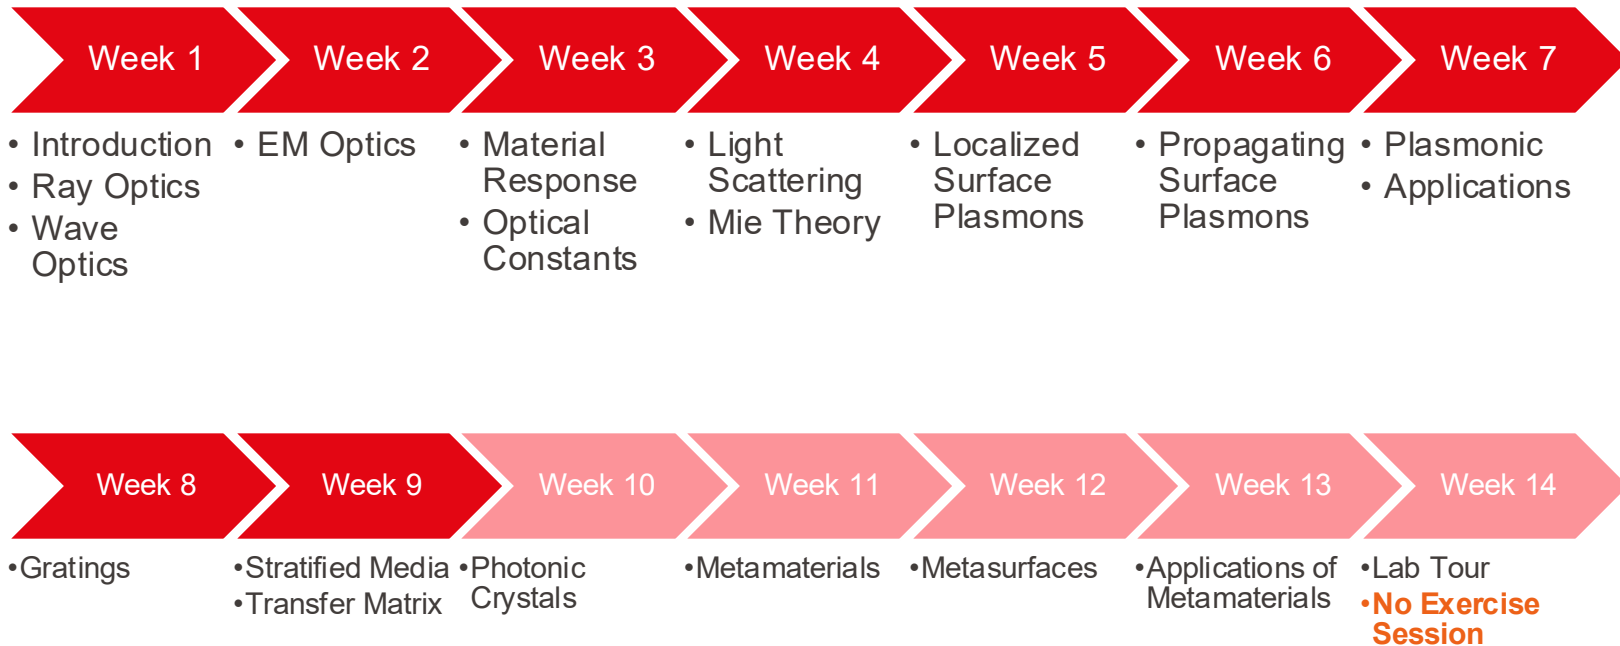 Week 1
Week 2
Week 3
Week 4
Week 5
Week 6
Week 7
• Introduction
• Ray Optics
• Wave
Optics
• EM Optics
• Material
Response
• Optical
Constants
• Light
Scattering
• Mie Theory
• Localized
Surface
Plasmons
• Propagating
Surface
Plasmons
• Plasmonic
• Applications
Week 8
Week 9
Week 10
Week 11
Week 12
Week 13
Week 14
•Gratings
•Stratified Media
•Transfer Matrix
•Photonic
Crystals
•Metamaterials
•Metasurfaces
•Applications of
Metamaterials
•Lab Tour
•No Exercise
Session